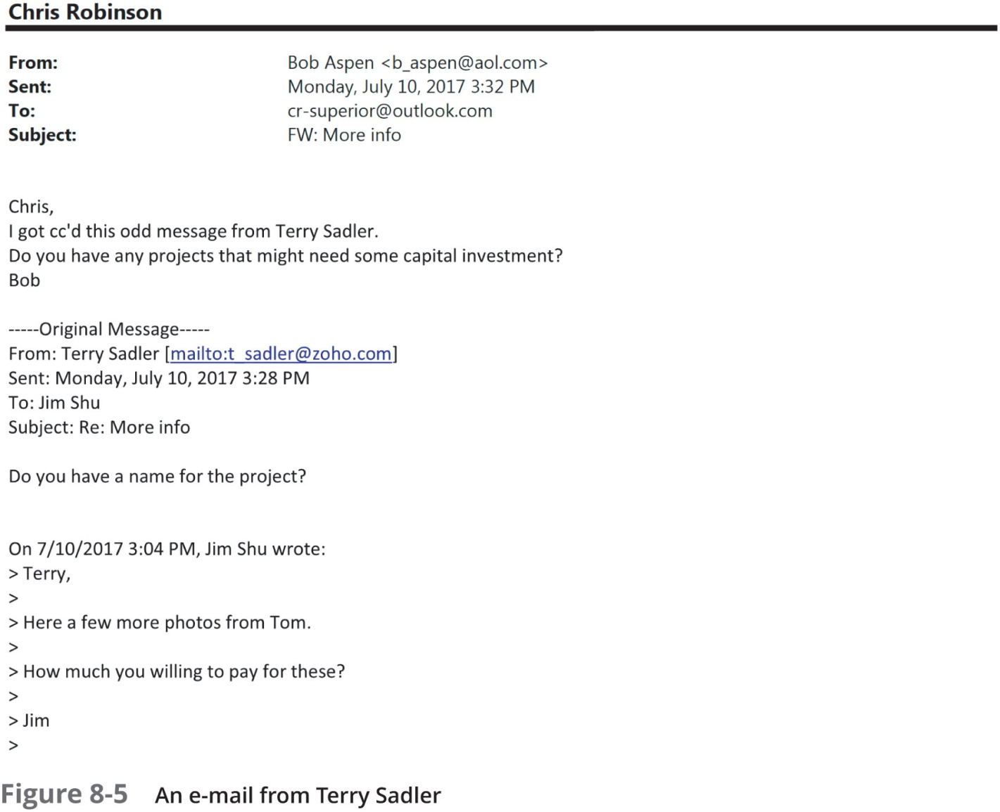 Chris Robinson
From: Bob Aspen <b_aspen@aol.com>
Sent: Monday, July 10, 2017 3:32 PM
To: cr-superior@outlook.com
Subject: FW: More info
Chris,
I got cc'd this odd message from Terry Sadler.
Do you have any projects that might need some capital investment?
Bob
-----Original Message-----
From: Terry Sadler [mailto:t_sadler@zoho.com]
Sent: Monday, July 10, 2017 3:28 PM
To: Jim Shu
Subject: Re: More info
Do you have a name for the project?
On 7/10/2017 3:04 PM, Jim Shu wrote:
> Terry,
>
> Here a few more photos from Tom.
>
> How much you willing to pay for these?
>
> Jim
>
Figure 8-5 An e-mail from Terry Sadler